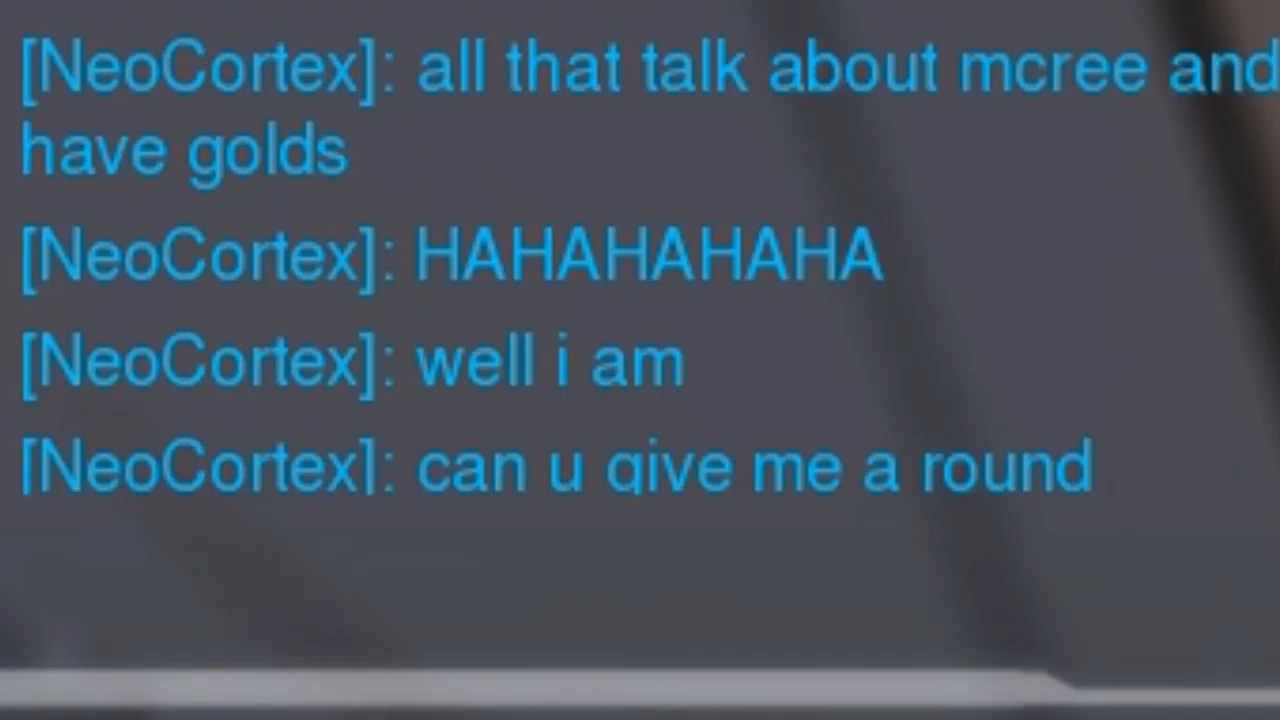 [NeoCortex]: all that talk about mcree and
have golds
[NeoCortex]: HAHAHAHAHA
[NeoCortex]: well i am
[NeoCortex]: can u give me a round